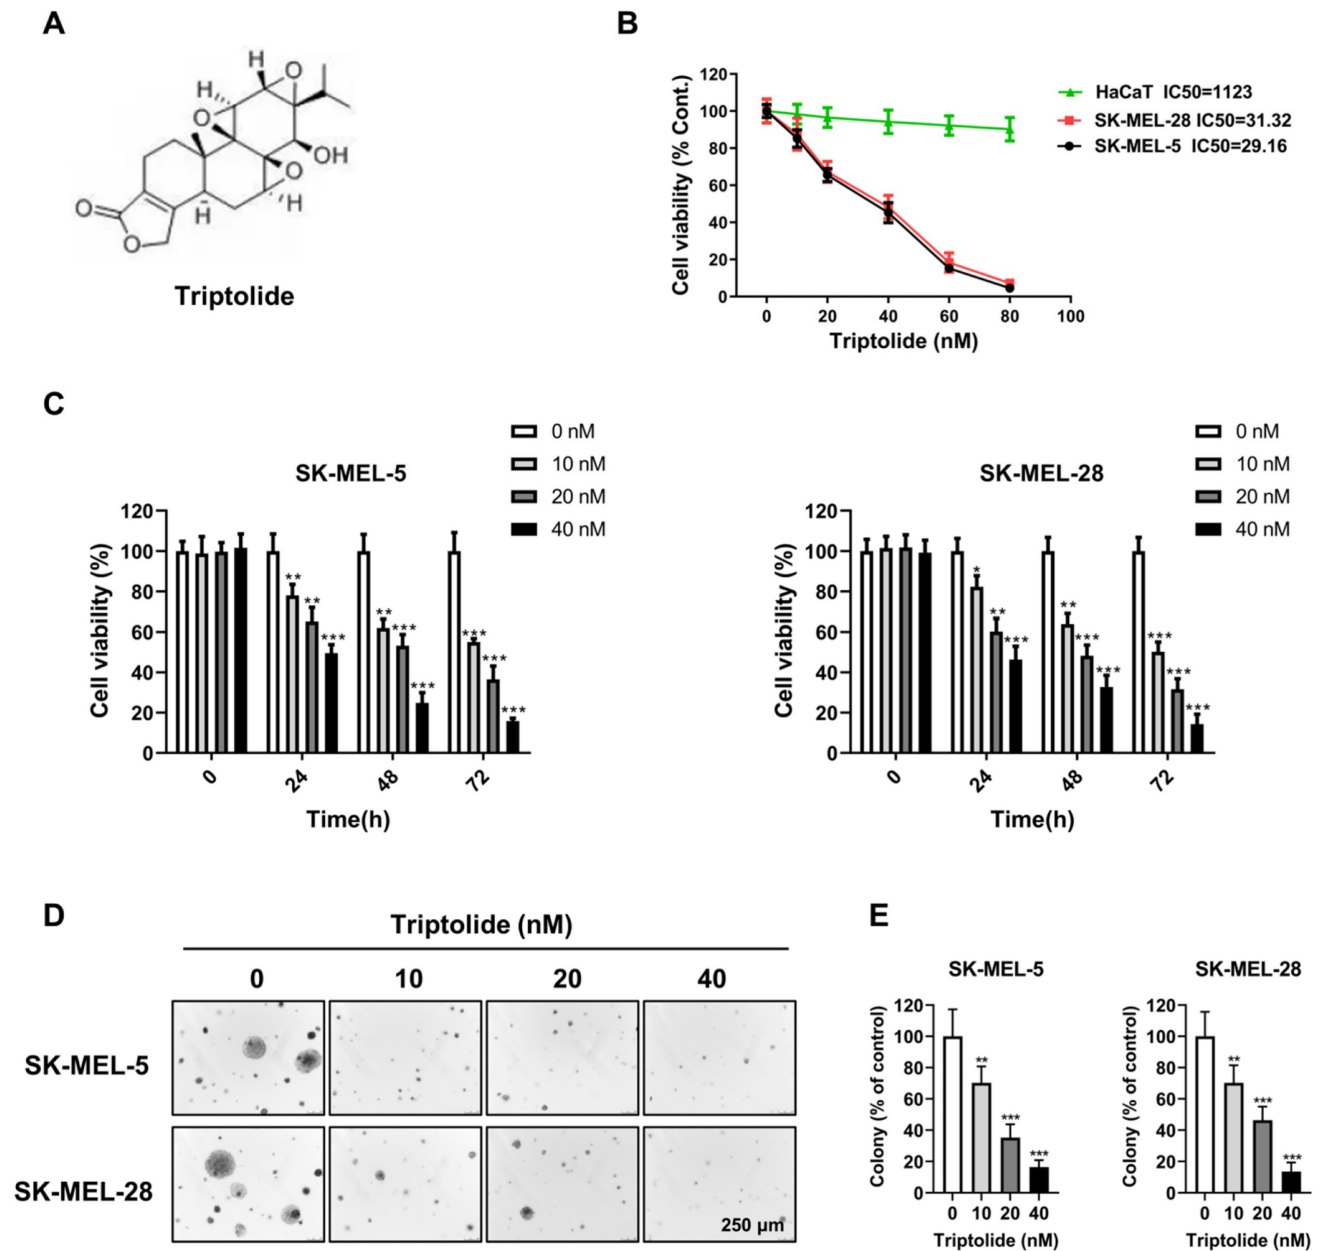 A
H
O
H
O
OH
O
H
H
O
O
Triptolide
B
120
100
80
60
40
20
0
Cell viability (% Cont.)
0 20 40 60 80 100
Triptolide (nM)
HaCaT IC50=1123
SK-MEL-28 IC50=31.32
SK-MEL-5 IC50=29.16
C
SK-MEL-5
0 nM
10 nM
20 nM
40 nM
120
100
80
60
40
20
0
Cell viability (%)
** ** ***
** *** ***
*** *** ***
0 24 48 72
Time(h)
SK-MEL-28
0 nM
10 nM
20 nM
40 nM
120
100
80
60
40
20
0
Cell viability (%)
* ** ***
** *** ***
*** *** ***
0 24 48 72
Time(h)
D
Triptolide (nM)
0 10 20 40
SK-MEL-5
SK-MEL-28
250 μm
E
SK-MEL-5
120
100
80
60
40
20
0
Colony (% of control)
** *** ***
0 10 20 40
Triptolide (nM)
SK-MEL-28
120
100
80
60
40
20
0
Colony (% of control)
** *** ***
0 10 20 40
Triptolide (nM)